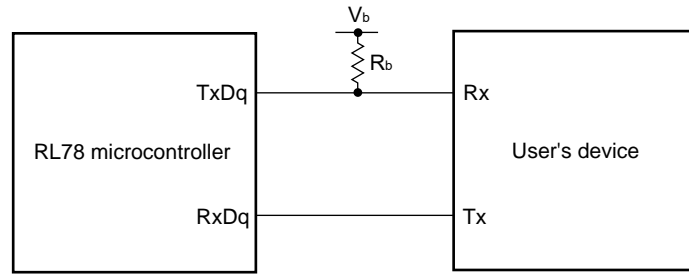 Vb
Rb
TxDq
Rx
RL78 microcontroller
User's device
RxDq
Tx